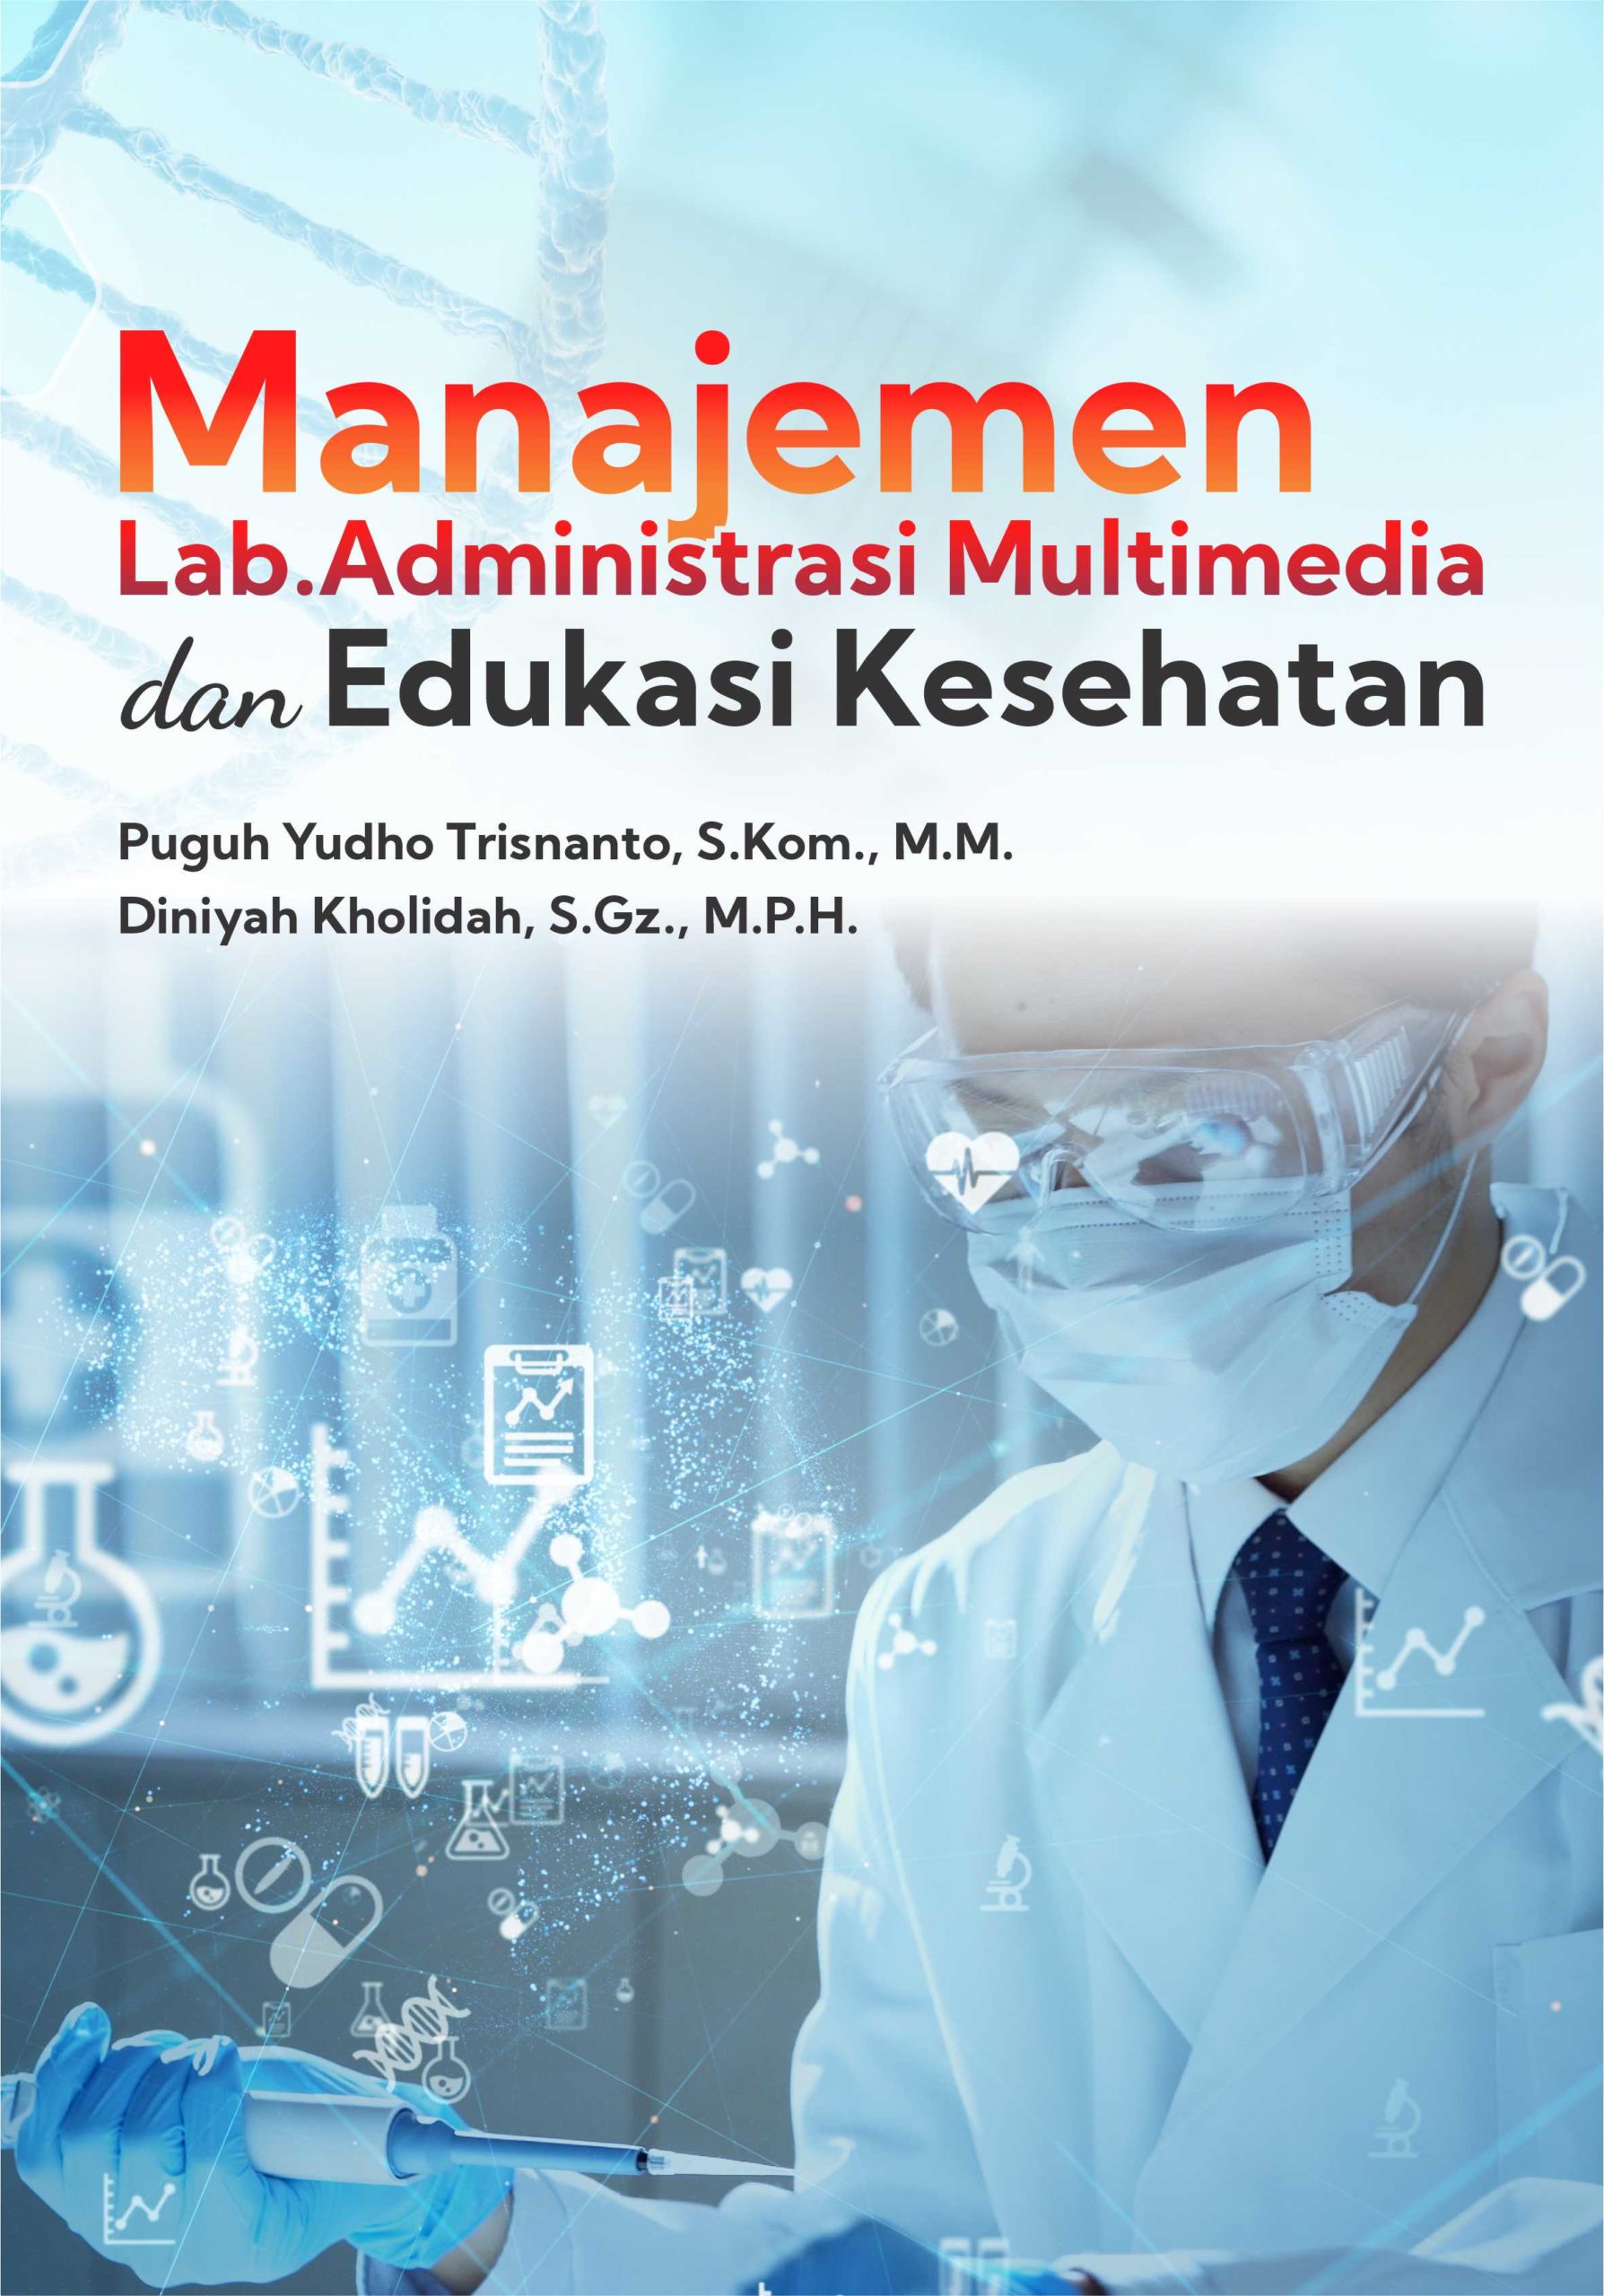 Manajemen
Lab.Administrasi Multimedia
dan Edukasi Kesehatan
Puguh Yudho Trisnanto, S.Kom., M.M.
Diniyah Kholidah, S.Gz., M.P.H.